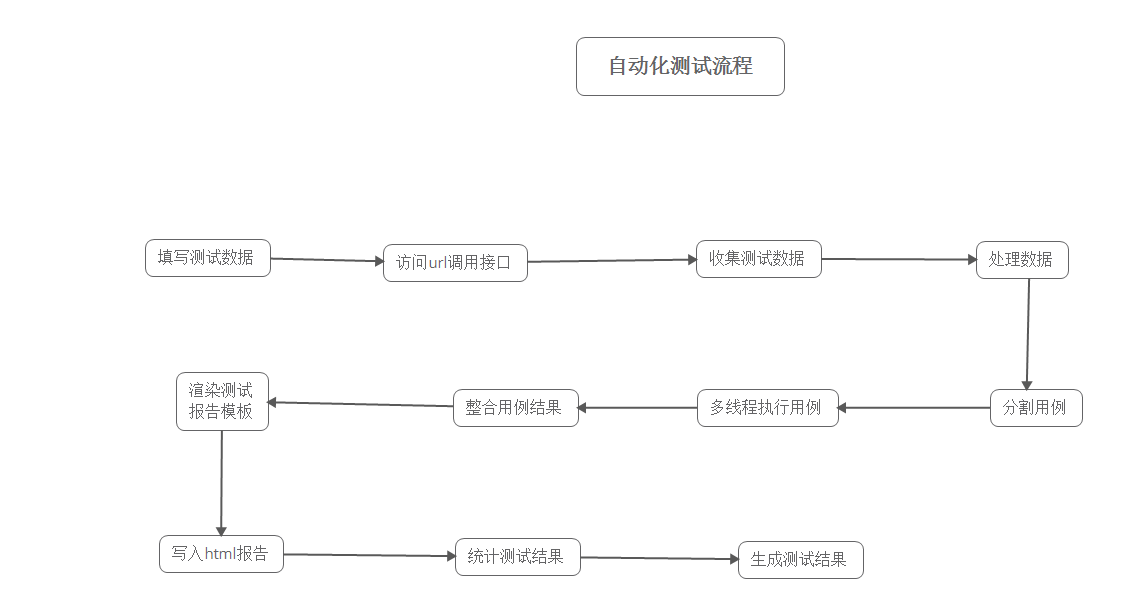 自动化测试流程
填写测试数据
访问url调用接口
收集测试数据
处理数据
渲染测试
报告模板
整合用例结果
多线程执行用例
分割用例
写入html报告
统计测试结果
生成测试结果